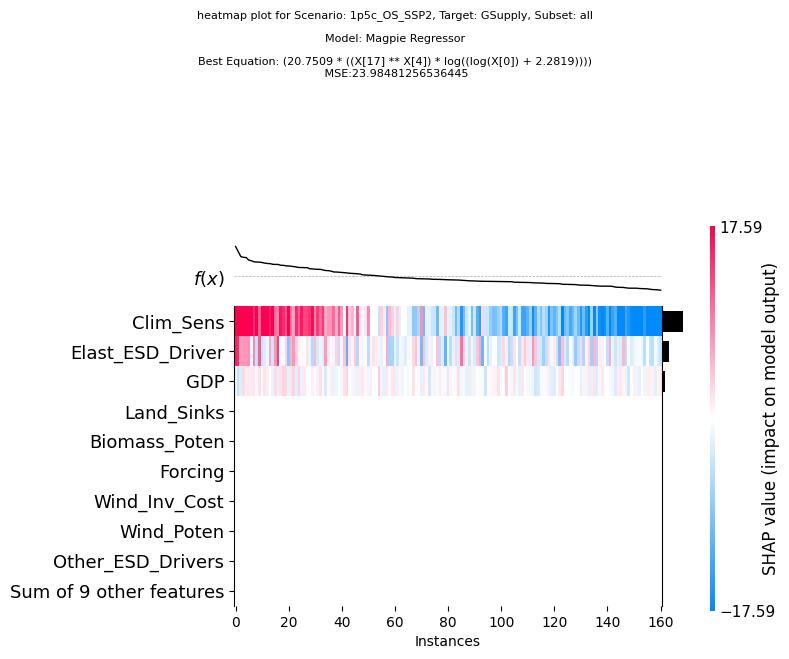 heatmap plot for Scenario: 1p5c_OS_SSP2, Target: GSupply, Subset: all
Model: Magpie Regressor
Best Equation: (20.7509 * ((X[17] ** X[4]) * log((log(X[0]) + 2.2819))))
MSE:23.98481256536445
17.59
f(x)
Clim_Sens
Elast_ESD_Driver
GDP
Land_Sinks
Biomass_Poten
Forcing
Wind_Inv_Cost
Wind_Poten
Other_ESD_Drivers
Sum of 9 other features
SHAP value (impact on model output)
−17.59
0 20 40 60 80 100 120 140 160
Instances